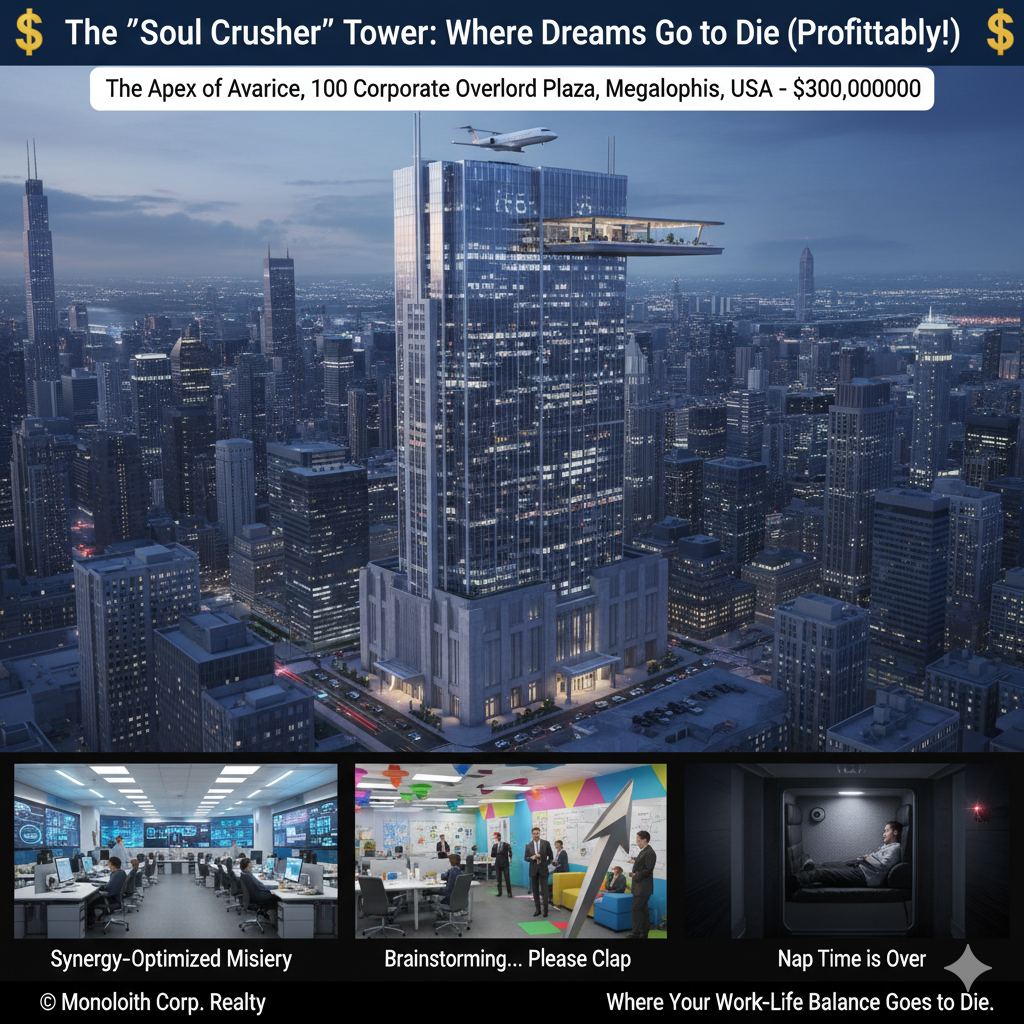 The "Soul Crusher" Tower: Where Dreams Go to Die (Profittably!)
The Apex of Avarice, 100 Corporate Overlord Plaza, Megalophis, USA - $300,000000
Synergy-Optimized Misiery
Brainstorming... Please Clap
Nap Time is Over
© Monoloith Corp. Realty
Where Your Work-Life Balance Goes to Die.